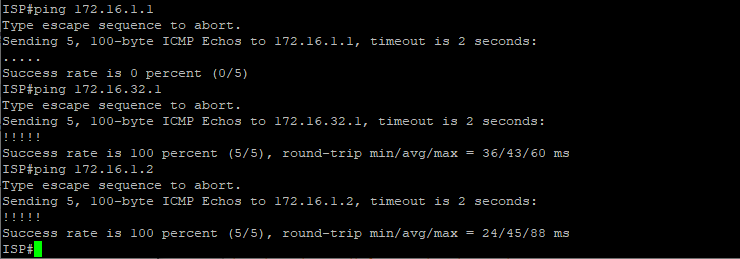 ISP#ping 172.16.1.1
Type escape sequence to abort.
Sending 5, 100-byte ICMP Echos to 172.16.1.1, timeout is 2 seconds:
.....
Success rate is 0 percent (0/5)
ISP#ping 172.16.32.1
Type escape sequence to abort.
Sending 5, 100-byte ICMP Echos to 172.16.32.1, timeout is 2 seconds:
!!!!!
Success rate is 100 percent (5/5), round-trip min/avg/max = 36/43/60 ms
ISP#ping 172.16.1.2
Type escape sequence to abort.
Sending 5, 100-byte ICMP Echos to 172.16.1.2, timeout is 2 seconds:
!!!!!
Success rate is 100 percent (5/5), round-trip min/avg/max = 24/45/88 ms
ISP#